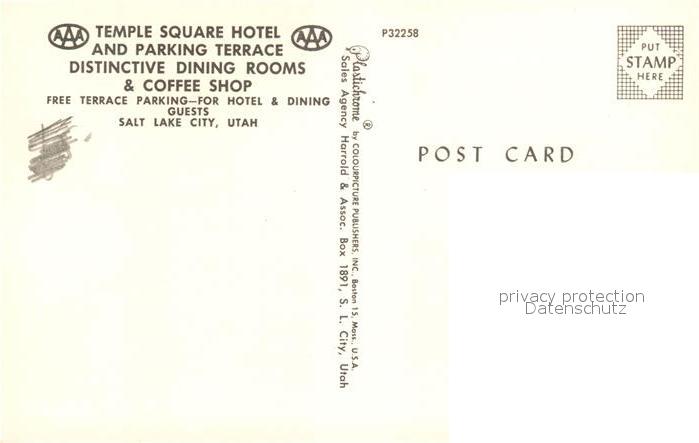 AAA TEMPLE SQUARE HOTEL AAA
AND PARKING TERRACE
DISTINCTIVE DINING ROOMS
& COFFEE SHOP
FREE TERRACE PARKING—FOR HOTEL & DINING
GUESTS
SALT LAKE CITY, UTAH
Plastichrome ® by COLOURPICTURE PUBLISHERS, INC., Boston 15, Mass., U.S.A.
Sales Agency Harrold & Assoc. Box 1891, S. L. City, Utah
P32258
PUT
STAMP
HERE
POST CARD
privacy protection
Datenschutz